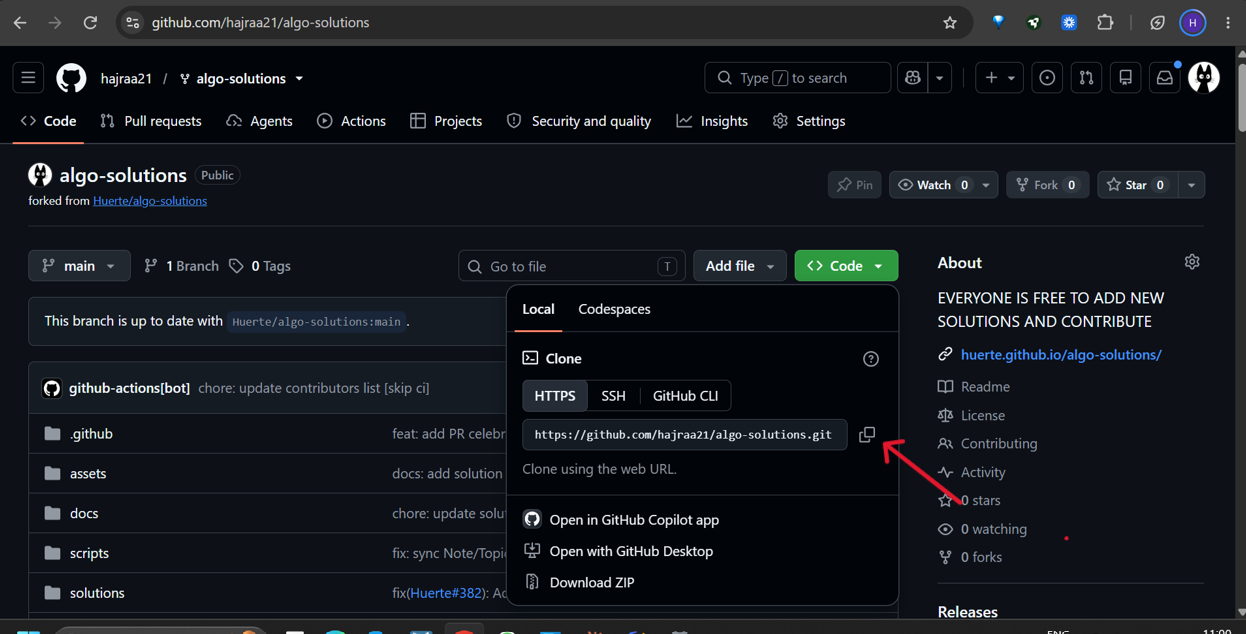 github.com/hajraa21/algo-solutions
H
hajraa21 / algo-solutions
Type / to search
Code Pull requests Agents Actions Projects Security and quality Insights Settings
algo-solutions Public
Pin Watch 0 Fork 0 Star 0
forked from Huerte/algo-solutions
main 1 Branch 0 Tags Go to file T Add file Code
About
EVERYONE IS FREE TO ADD NEW
SOLUTIONS AND CONTRIBUTE
huerte.github.io/algo-solutions/
Readme
License
Contributing
Activity
0 stars
0 watching
0 forks
Releases
This branch is up to date with Huerte/algo-solutions:main .
github-actions[bot] chore: update contributors list [skip ci]
.github feat: add PR celebr
assets docs: add solution
docs chore: update solu
scripts fix: sync Note/Topi
solutions fix(Huerte#382): Ad
Local Codespaces
Clone
HTTPS SSH GitHub CLI
https://github.com/hajraa21/algo-solutions.git
Clone using the web URL.
Open in GitHub Copilot app
Open with GitHub Desktop
Download ZIP
ENG 11:00